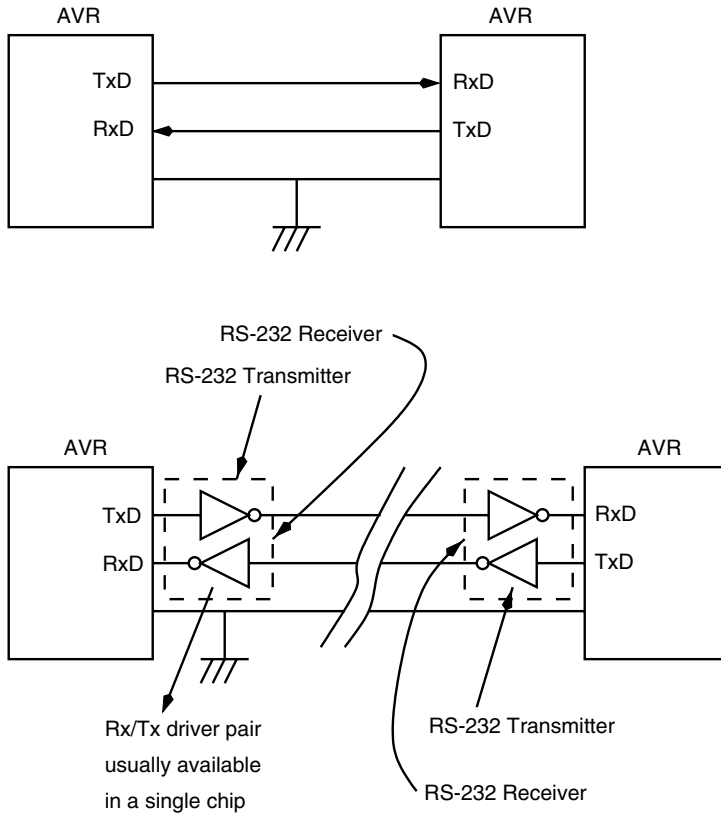 AVR
AVR
TxD
RxD
RxD
TxD
RS-232 Receiver
RS-232 Transmitter
AVR
AVR
TxD
RxD
RxD
TxD
Rx/Tx driver pair
usually available
in a single chip
RS-232 Transmitter
RS-232 Receiver